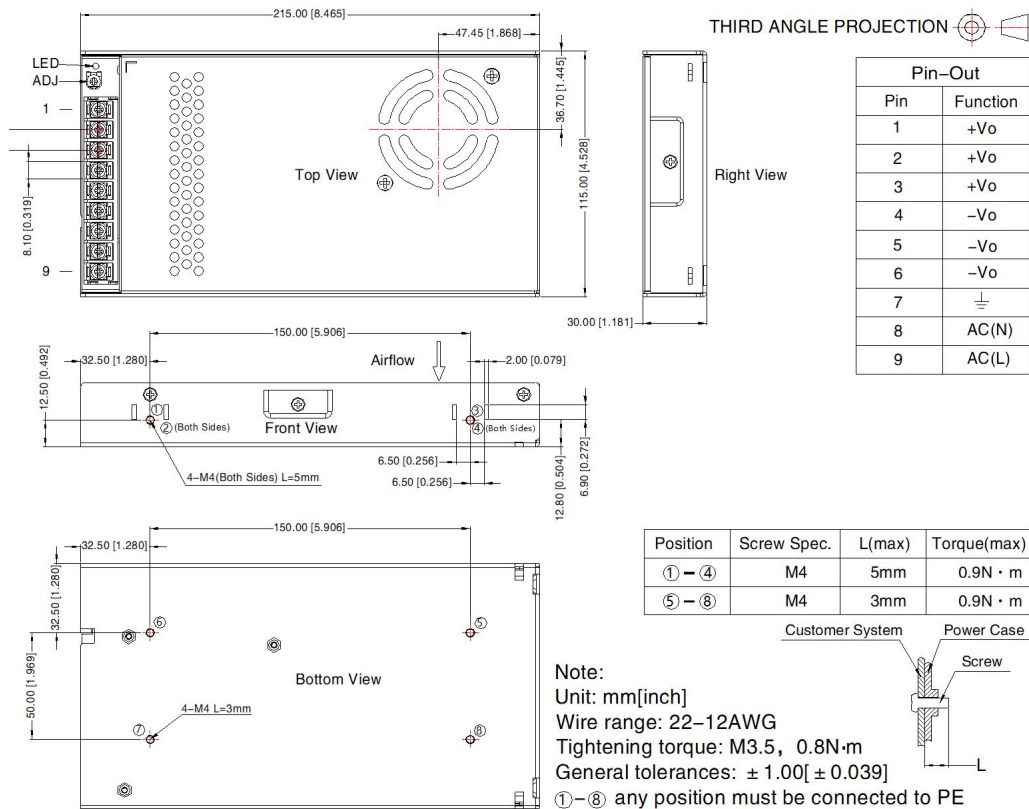 215.00 [8.465]
47.45 [1.868]
THIRD ANGLE PROJECTION
LED
ADJ
1
9
8.10 [0.319]
Top View
36.70 [1.445]
115.00 [4.528]
Right View
30.00 [1.181]
Pin–Out
Pin Function
1 +Vo
2 +Vo
3 +Vo
4 –Vo
5 –Vo
6 –Vo
7 ⏚
8 AC(N)
9 AC(L)
150.00 [5.906]
32.50 [1.280]
Airflow
2.00 [0.079]
12.50 [0.492]
①
② (Both Sides)
Front View
③
④ (Both Sides)
4–M4(Both Sides) L=5mm
6.50 [0.256]
6.50 [0.256]
12.80 [0.504]
6.90 [0.272]
150.00 [5.906]
32.50 [1.280]
32.50 [1.280]
50.00 [1.969]
⑥
⑤
Bottom View
4–M4 L=3mm
⑦
⑧
Position Screw Spec. L(max) Torque(max)
①–④ M4 5mm 0.9N·m
⑤–⑧ M4 3mm 0.9N·m
Customer System
Power Case
Screw
L
Note:
Unit: mm[inch]
Wire range: 22–12AWG
Tightening torque: M3.5, 0.8N·m
General tolerances: ±1.00[±0.039]
①–⑧ any position must be connected to PE